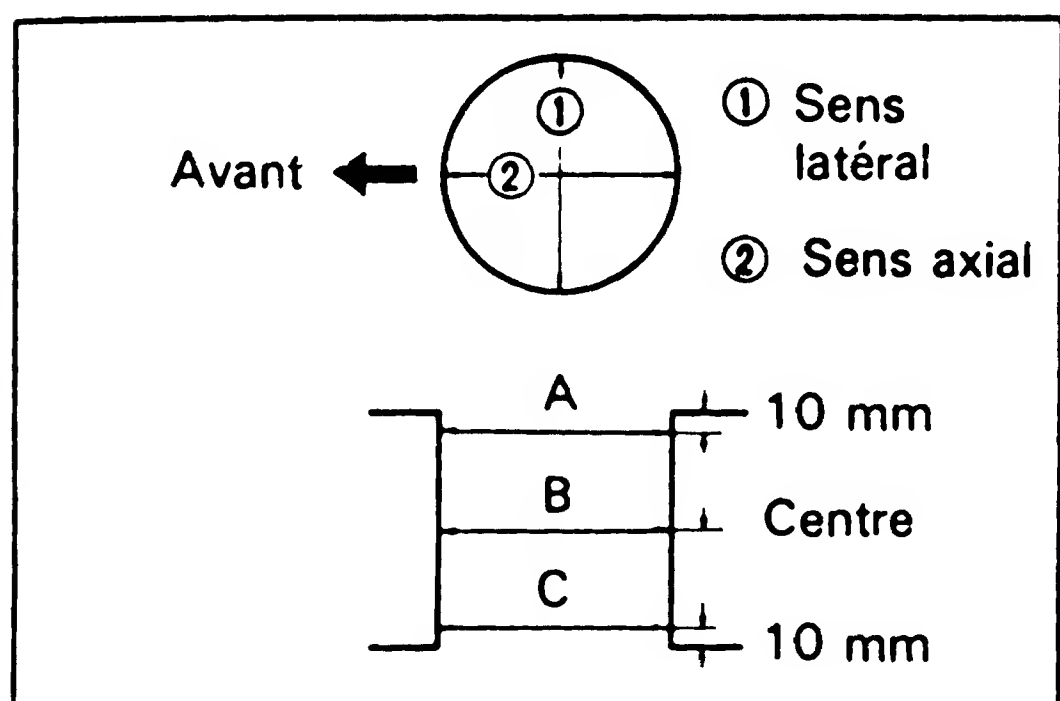 ① Sens
latéral
Avant
①
②
② Sens axial
A
10 mm
B
Centre
C
10 mm